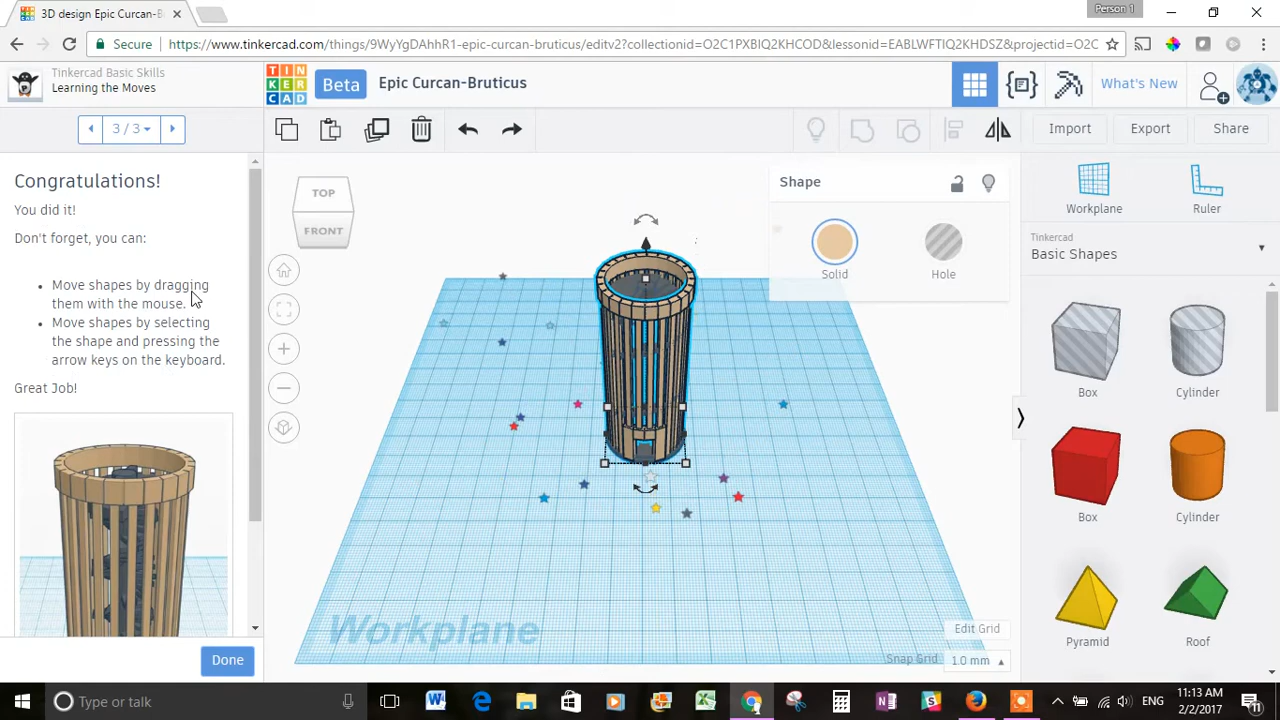 3D design Epic Curcan-B
Person 1
Secure
https://www.tinkercad.com/things/9WyYgDAhhR1-epic-curcan-bruticus/editv2?collectionid=O2C1PXBIQ2KHCOD&lessonid=EABLWFTIQ2KHDSZ&projectid=O2C
Tinkercad Basic Skills
Learning the Moves
TIN
KER
CAD
Beta
Epic Curcan-Bruticus
What's New
3 / 3
Import
Export
Share
Congratulations!
You did it!
Don't forget, you can:
• Move shapes by dragging
them with the mouse.
• Move shapes by selecting
the shape and pressing the
arrow keys on the keyboard.
Great Job!
Done
TOP
FRONT
Shape
Solid
Hole
Workplane
Edit Grid
Snap Grid
1.0 mm
Workplane
Ruler
Tinkercad
Basic Shapes
Box
Cylinder
Box
Cylinder
Pyramid
Roof
Type or talk
ENG
11:13 AM
2/2/2017
11